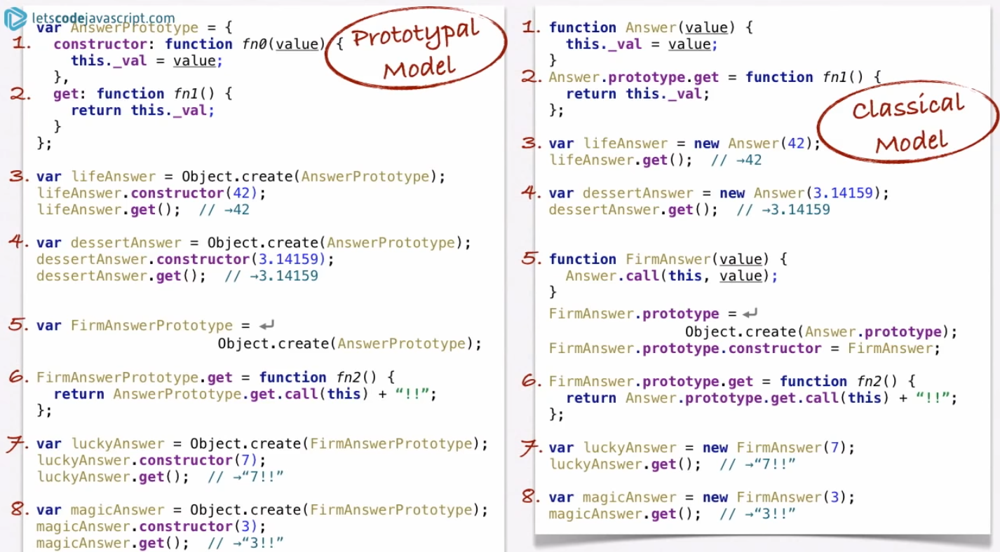 letscodejavascript.com
var AnswerPrototype = {
1. constructor: function fn0(value) {
this._val = value;
},
2. get: function fn1() {
return this._val;
}
};
3. var lifeAnswer = Object.create(AnswerPrototype);
lifeAnswer.constructor(42);
lifeAnswer.get(); // →42
4. var dessertAnswer = Object.create(AnswerPrototype);
dessertAnswer.constructor(3.14159);
dessertAnswer.get(); // →3.14159
5. var FirmAnswerPrototype = ↵
Object.create(AnswerPrototype);
6. FirmAnswerPrototype.get = function fn2() {
return AnswerPrototype.get.call(this) + “!!”;
};
7. var luckyAnswer = Object.create(FirmAnswerPrototype);
luckyAnswer.constructor(7);
luckyAnswer.get(); // →“7!!”
8. var magicAnswer = Object.create(FirmAnswerPrototype);
magicAnswer.constructor(3);
magicAnswer.get(); // →“3!!”
Prototypal
Model
1. function Answer(value) {
this._val = value;
}
2. Answer.prototype.get = function fn1() {
return this._val;
};
3. var lifeAnswer = new Answer(42);
lifeAnswer.get(); // →42
4. var dessertAnswer = new Answer(3.14159);
dessertAnswer.get(); // →3.14159
5. function FirmAnswer(value) {
Answer.call(this, value);
}
FirmAnswer.prototype = ↵
Object.create(Answer.prototype);
FirmAnswer.prototype.constructor = FirmAnswer;
6. FirmAnswer.prototype.get = function fn2() {
return Answer.prototype.get.call(this) + “!!”;
};
7. var luckyAnswer = new FirmAnswer(7);
luckyAnswer.get(); // →“7!!”
8. var magicAnswer = new FirmAnswer(3);
magicAnswer.get(); // →“3!!”
Classical
Model